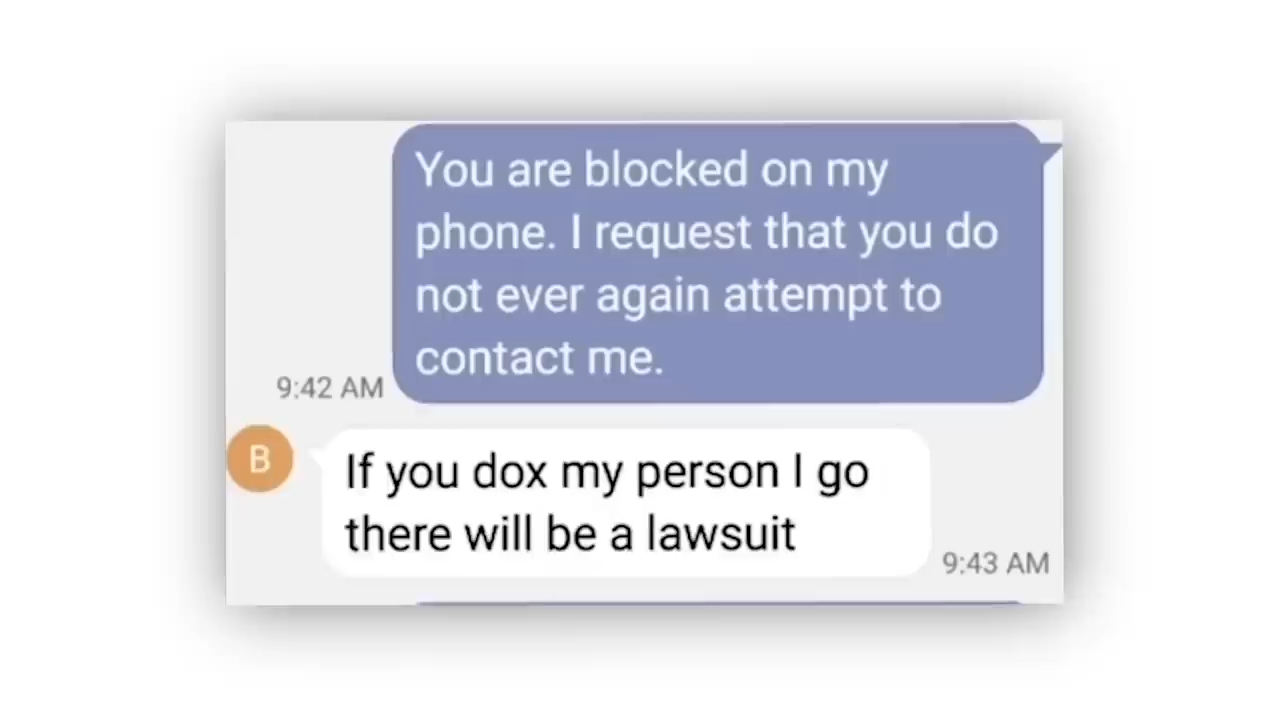 You are blocked on my
phone. I request that you do
not ever again attempt to
contact me.
9:42 AM
B
If you dox my person I go
there will be a lawsuit
9:43 AM